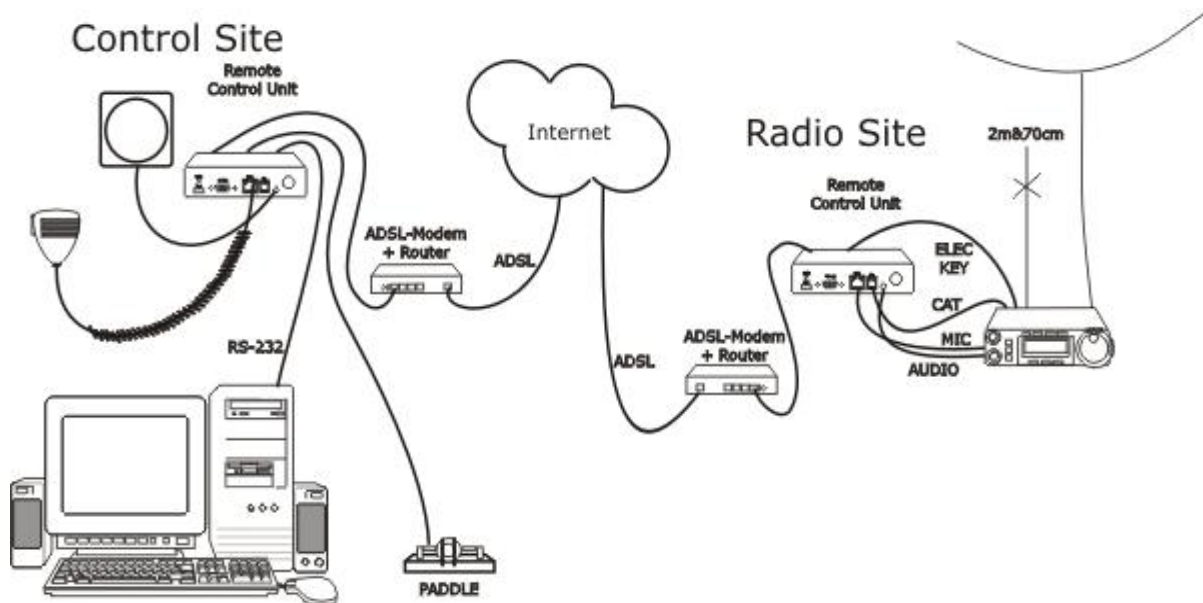 Control Site
Remote
Control Unit
Internet
Radio Site
2m&70cm
Remote
Control Unit
ADSL-Modem
+ Router
ADSL
ELEC
KEY
CAT
MIC
AUDIO
RS-232
ADSL
ADSL-Modem
+ Router
PADDLE